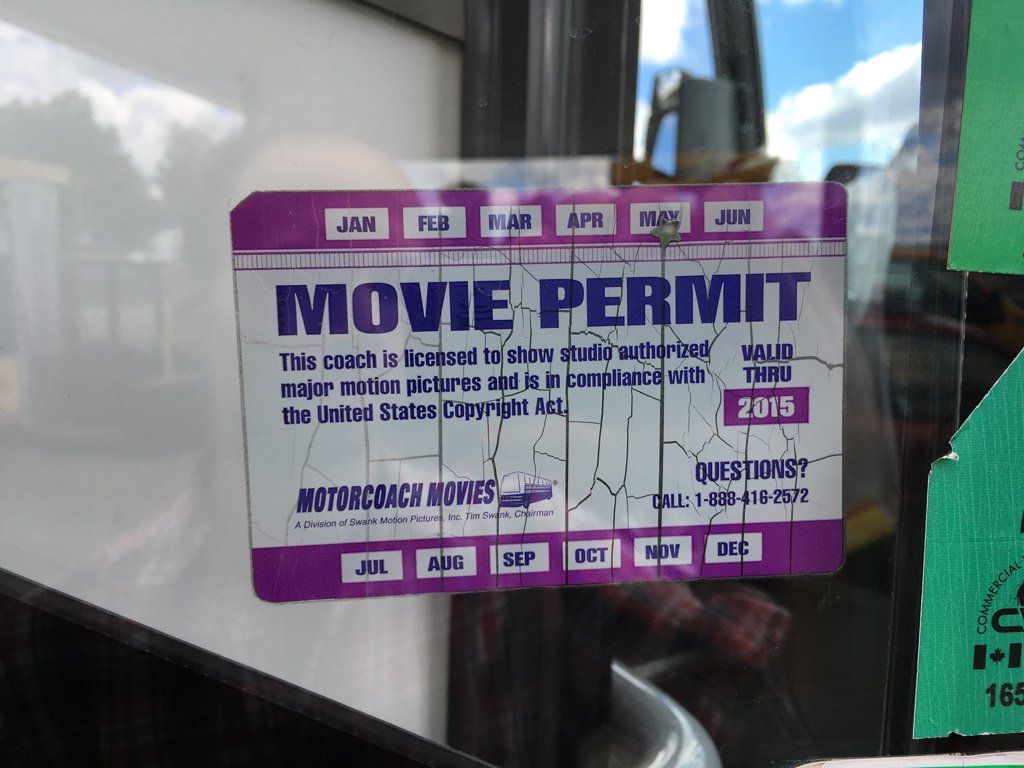 JAN FEB MAR APR MAY JUN
MOVIE PERMIT
This coach is licensed to show studio authorized
major motion pictures and is in compliance with
the United States Copyright Act.
VALID
THRU
2015
QUESTIONS?
CALL: 1-888-416-2572
MOTORCOACH MOVIES ®
A Division of Swank Motion Pictures, Inc. Tim Swank, Chairman
JUL AUG SEP OCT NOV DEC
COMMERCIAL
165